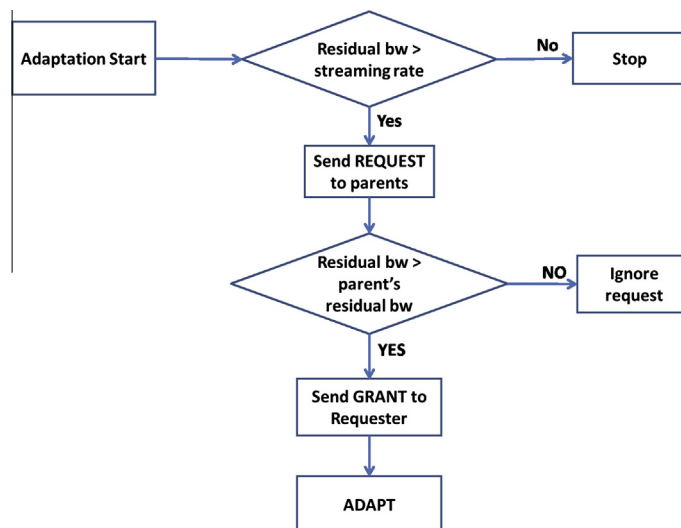 Adaptation Start
Residual bw >
streaming rate
No
Stop
Yes
Send REQUEST
to parents
Residual bw >
parent's
residual bw
NO
Ignore
request
YES
Send GRANT to
Requester
ADAPT